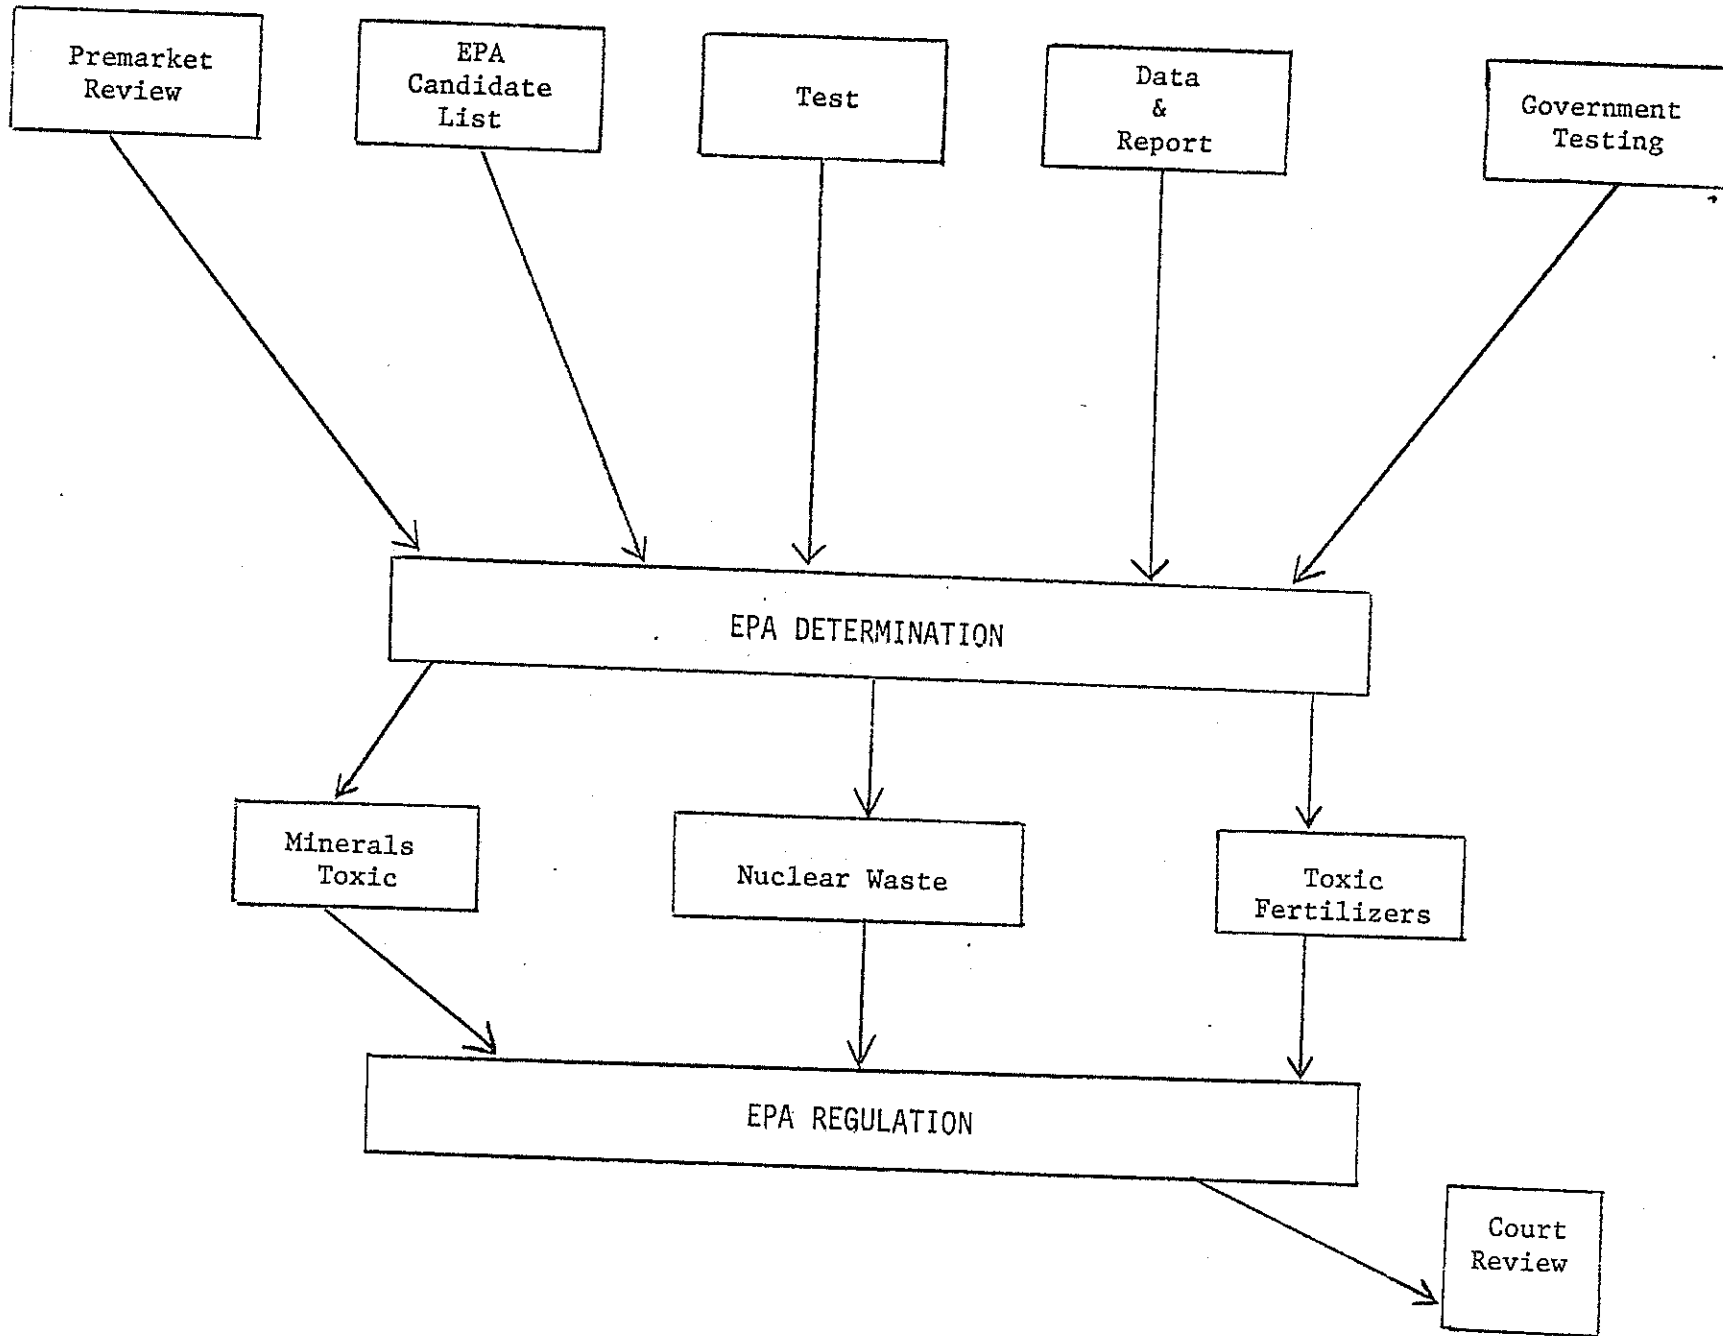 Premarket
Review
EPA
Candidate
List
Test
Data
&
Report
Government
Testing
EPA DETERMINATION
Minerals
Toxic
Nuclear Waste
Toxic
Fertilizers
EPA REGULATION
Court
Review